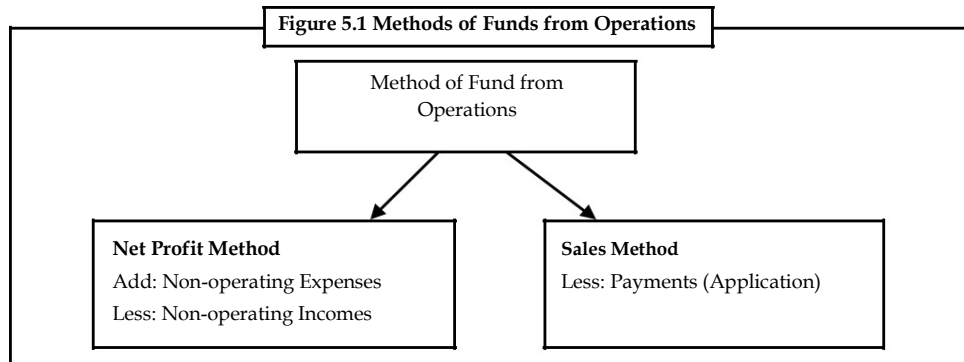 Figure 5.1 Methods of Funds from Operations
Method of Fund from
Operations
Net Profit Method
Add: Non-operating Expenses
Less: Non-operating Incomes
Sales Method
Less: Payments (Application)